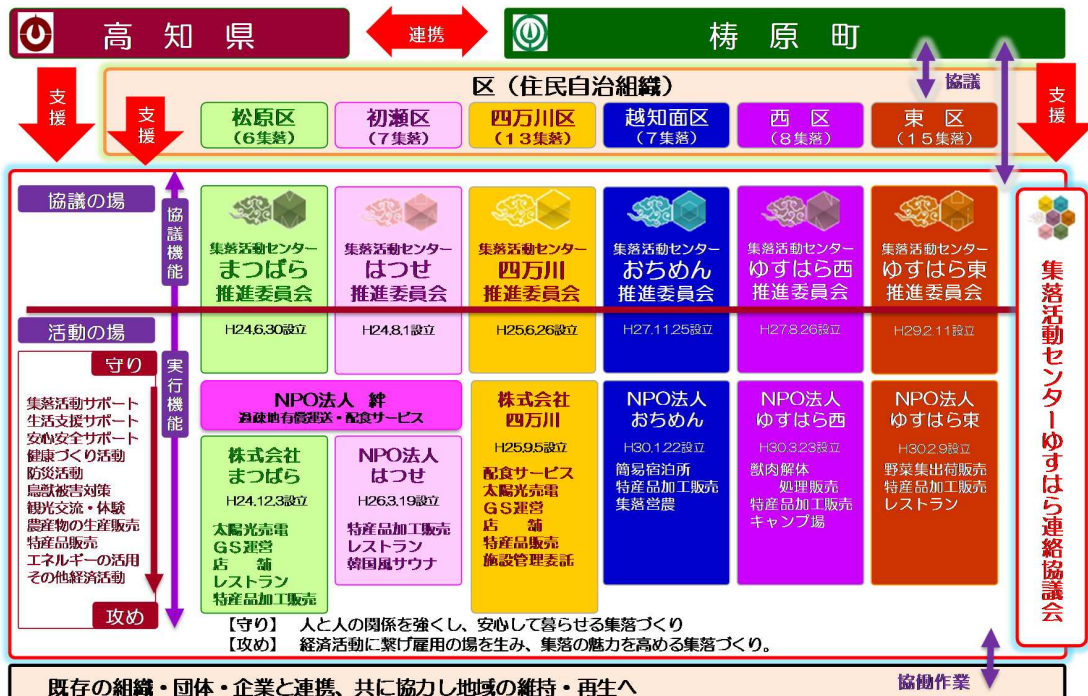 高知県
連携
梼原町
区（住民自治組織）
協議
支援
支援
支援
松原区
（6集落）
初瀬区
（7集落）
四万川区
（13集落）
越知面区
（7集落）
西 区
（8集落）
東 区
（15集落）
協議の場
協議機能
集落活動センター
まつばら
推進委員会
H24,6,30設立
集落活動センター
はつせ
推進委員会
H24,8,1設立
集落活動センター
四万川
推進委員会
H25,6,26設立
集落活動センター
おちめん
推進委員会
H27,11,25設立
集落活動センター
ゆすはら西
推進委員会
H27,8,26設立
集落活動センター
ゆすはら東
推進委員会
H29,2,11設立
集落活動センターゆすはら連絡協議会
活動の場
実行機能
守り
集落活動サポート
生活支援サポート
安心安全サポート
健康づくり活動
防災活動
鳥獣被害対策
観光交流・体験
農産物の生産販売
特産品販売
エネルギーの活用
その他経済活動
攻め
NPO法人 絆
過疎地有償運送・配食サービス
株式会社
まつばら
H24,12,3設立
太陽光売電
GS運営
店 舗
レストラン
特産品加工販売
NPO法人
はつせ
H26,3,19設立
特産品加工販売
レストラン
韓国風サウナ
株式会社
四万川
H25,9,5設立
配食サービス
太陽光売電
GS運営
店 舗
特産品販売
施設管理委託
NPO法人
おちめん
H30,1,22設立
簡易宿泊所
特産品加工販売
集落営農
NPO法人
ゆすはら西
H30,3,23設立
獣肉解体
処理販売
特産品加工販売
キャンプ場
NPO法人
ゆすはら東
H30,2,9設立
野菜集出荷販売
特産品加工販売
レストラン
【守り】 人と人の関係を強くし、安心して暮らせる集落づくり
【攻め】 経済活動に繋げ雇用の場を生み、集落の魅力を高める集落づくり。
協働作業
既存の組織・団体・企業と連携、共に協力し地域の維持・再生へ